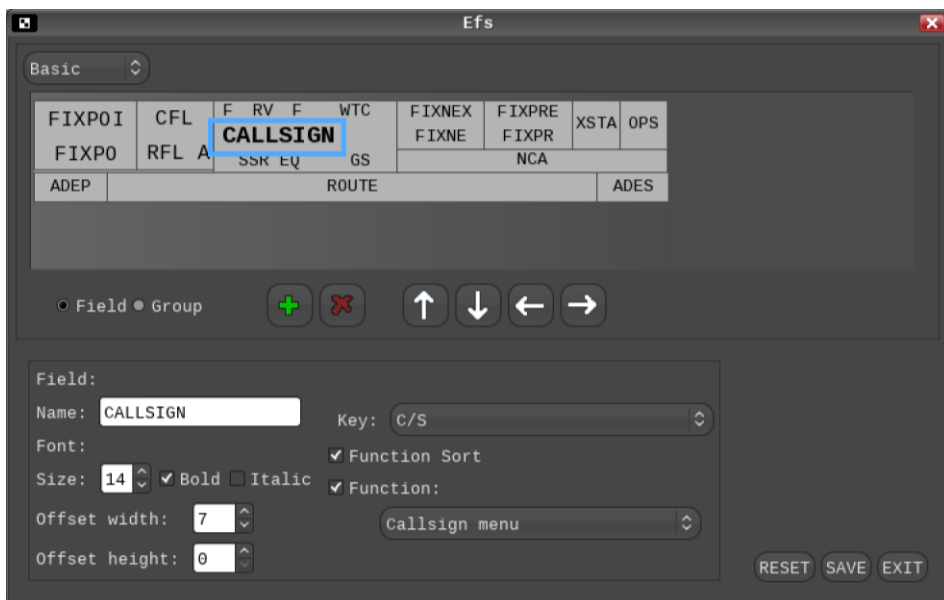 Efs
Basic
FIXPOI CFL F RV F WTC FIXNEX FIXPRE XSTA OPS
CALLSIGN FIXNE FIXPR
FIXPO RFL A SSR EQ GS NCA
ADEP ROUTE ADES
Field Group
Field:
Name: CALLSIGN Key: C/S
Font: Function Sort
Size: 14 Bold Italic Function:
Offset width: 7 Callsign menu
Offset height: 0
RESET SAVE EXIT